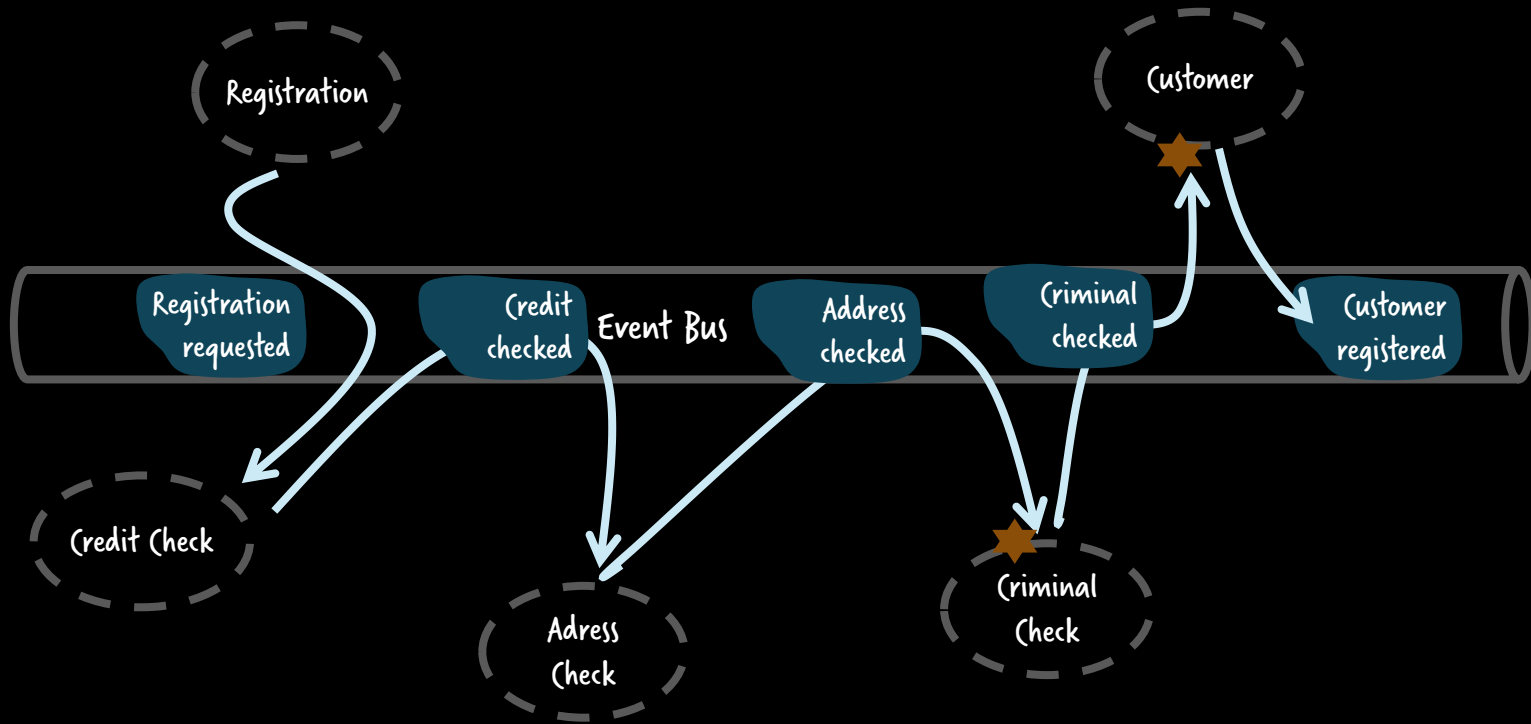 Registration
Customer
Registration
requested
Credit
checked
Event Bus
Address
checked
Criminal
checked
Customer
registered
Credit Check
Adress
Check
Criminal
Check